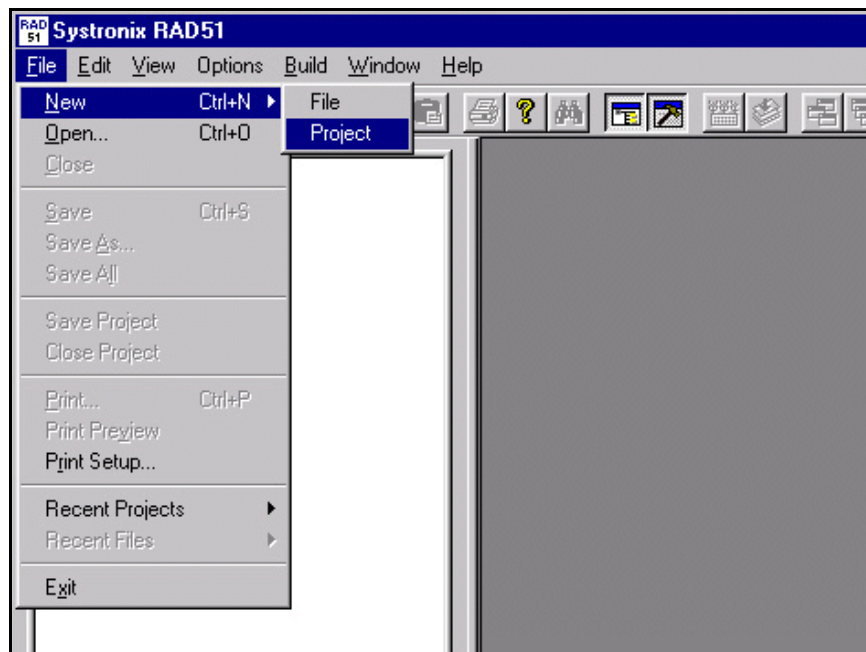 RAD 51 Systronix RAD51
File Edit View Options Build Window Help
New Ctrl+N File
Open... Ctrl+O Project
Close
Save Ctrl+S
Save As...
Save All
Save Project
Close Project
Print... Ctrl+P
Print Preview
Print Setup...
Recent Projects
Recent Files
Exit